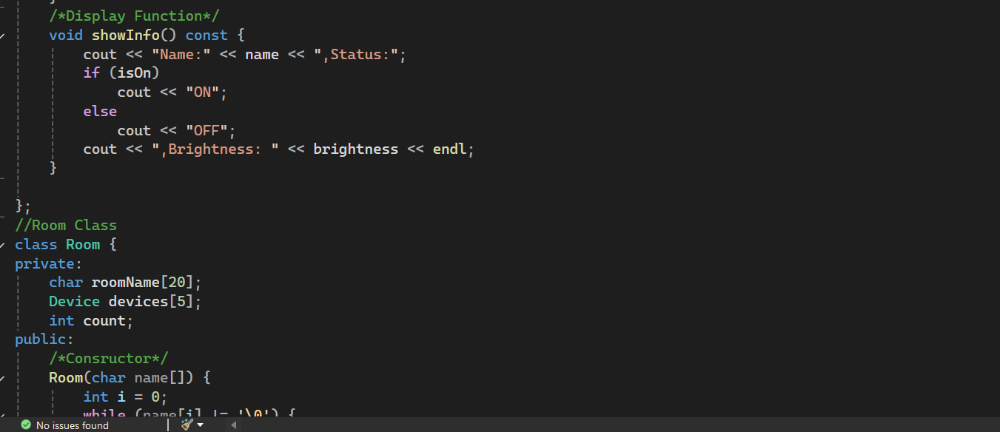 }
/*Display Function*/
void showInfo() const {
cout << "Name:" << name << ",Status:";
if (isOn)
cout << "ON";
else
cout << "OFF";
cout << ",Brightness: " << brightness << endl;
}
};
//Room Class
class Room {
private:
char roomName[20];
Device devices[5];
int count;
public:
/*Consructor*/
Room(char name[]) {
int i = 0;
while (name[i] != '\0') {
No issues found